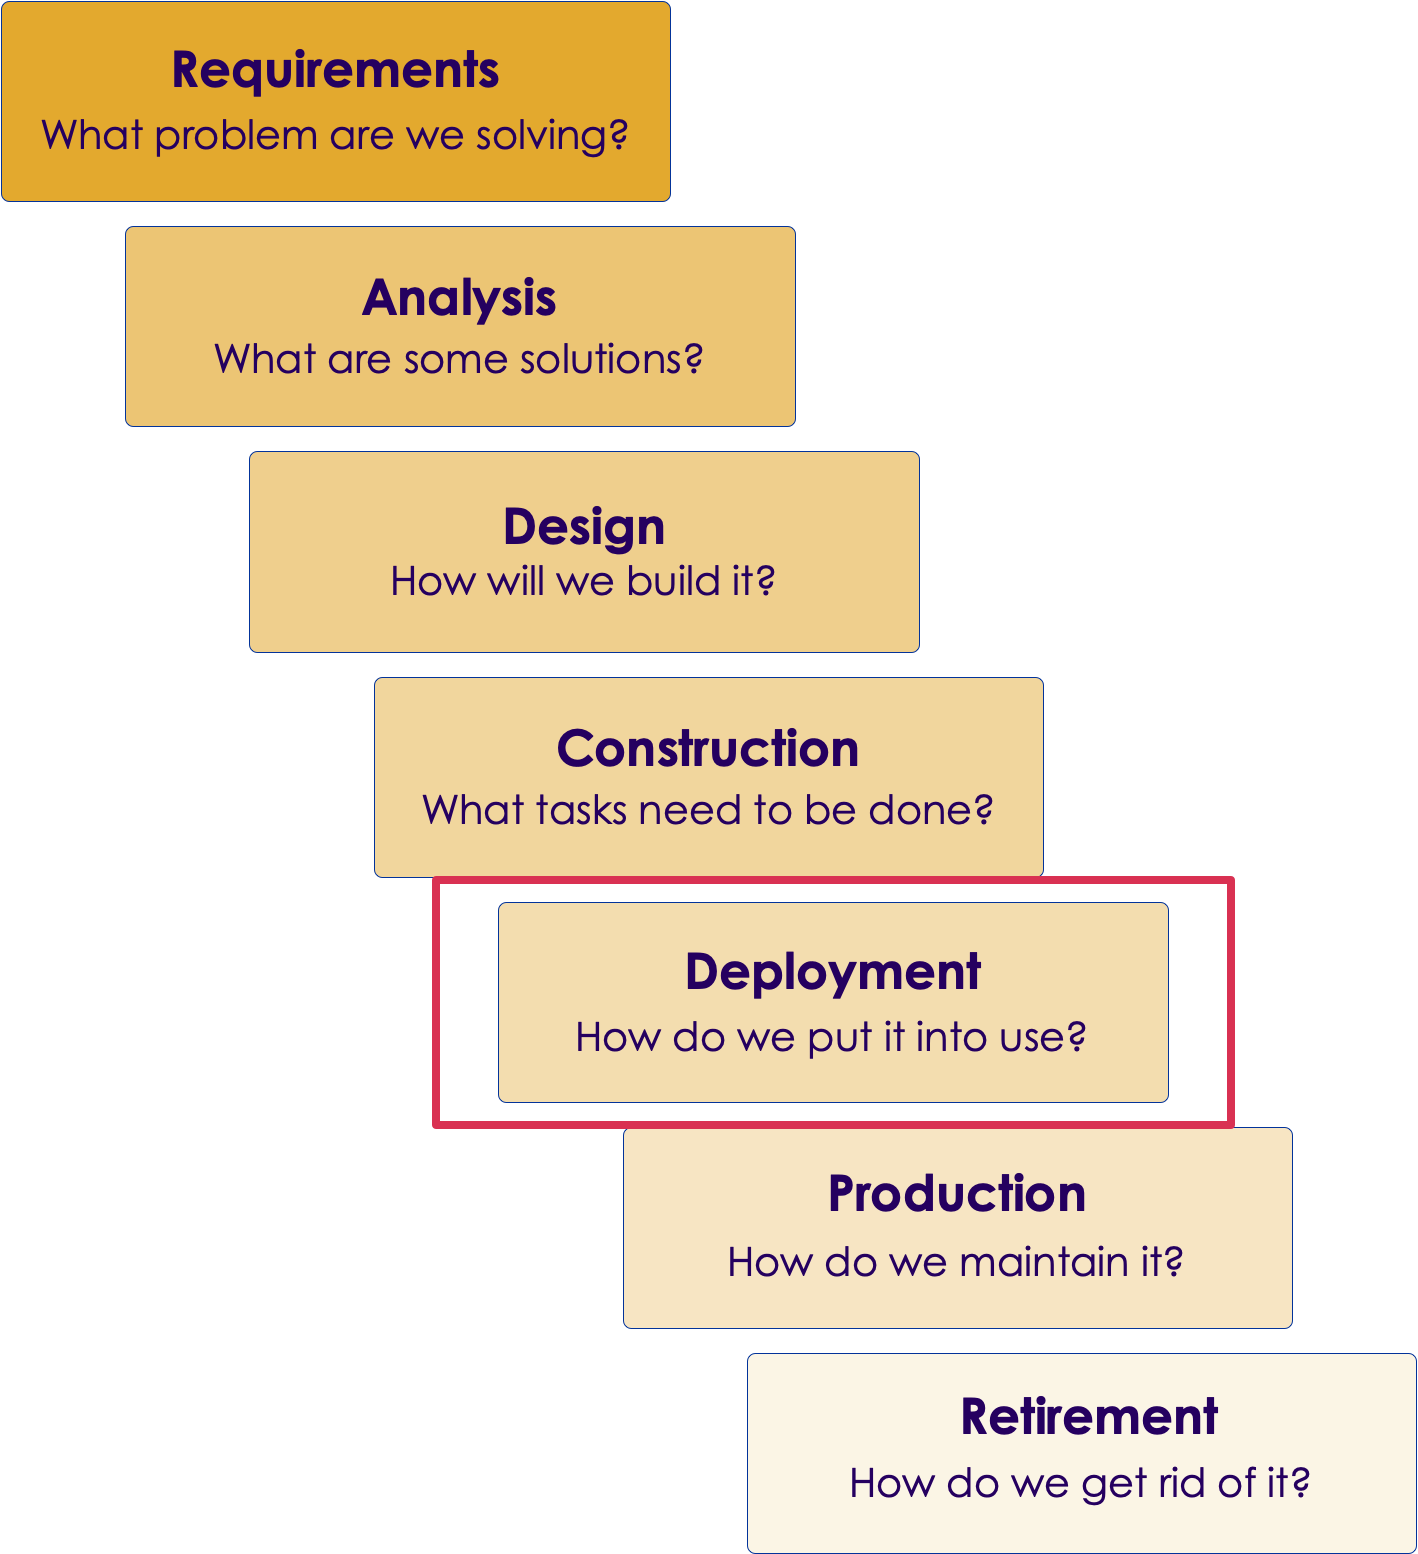 Requirements
What problem are we solving?
Analysis
What are some solutions?
Design
How will we build it?
Construction
What tasks need to be done?
Deployment
How do we put it into use?
Production
How do we maintain it?
Retirement
How do we get rid of it?